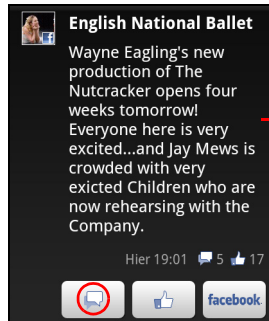 English National Ballet
Wayne Eagling's new
production of The
Nutcracker opens four
weeks tomorrow!
Everyone here is very
excited...and Jay Mews is
crowded with very
exicted Children who are
now rehearsing with the
Company.
Hier 19:01 5 17
facebook